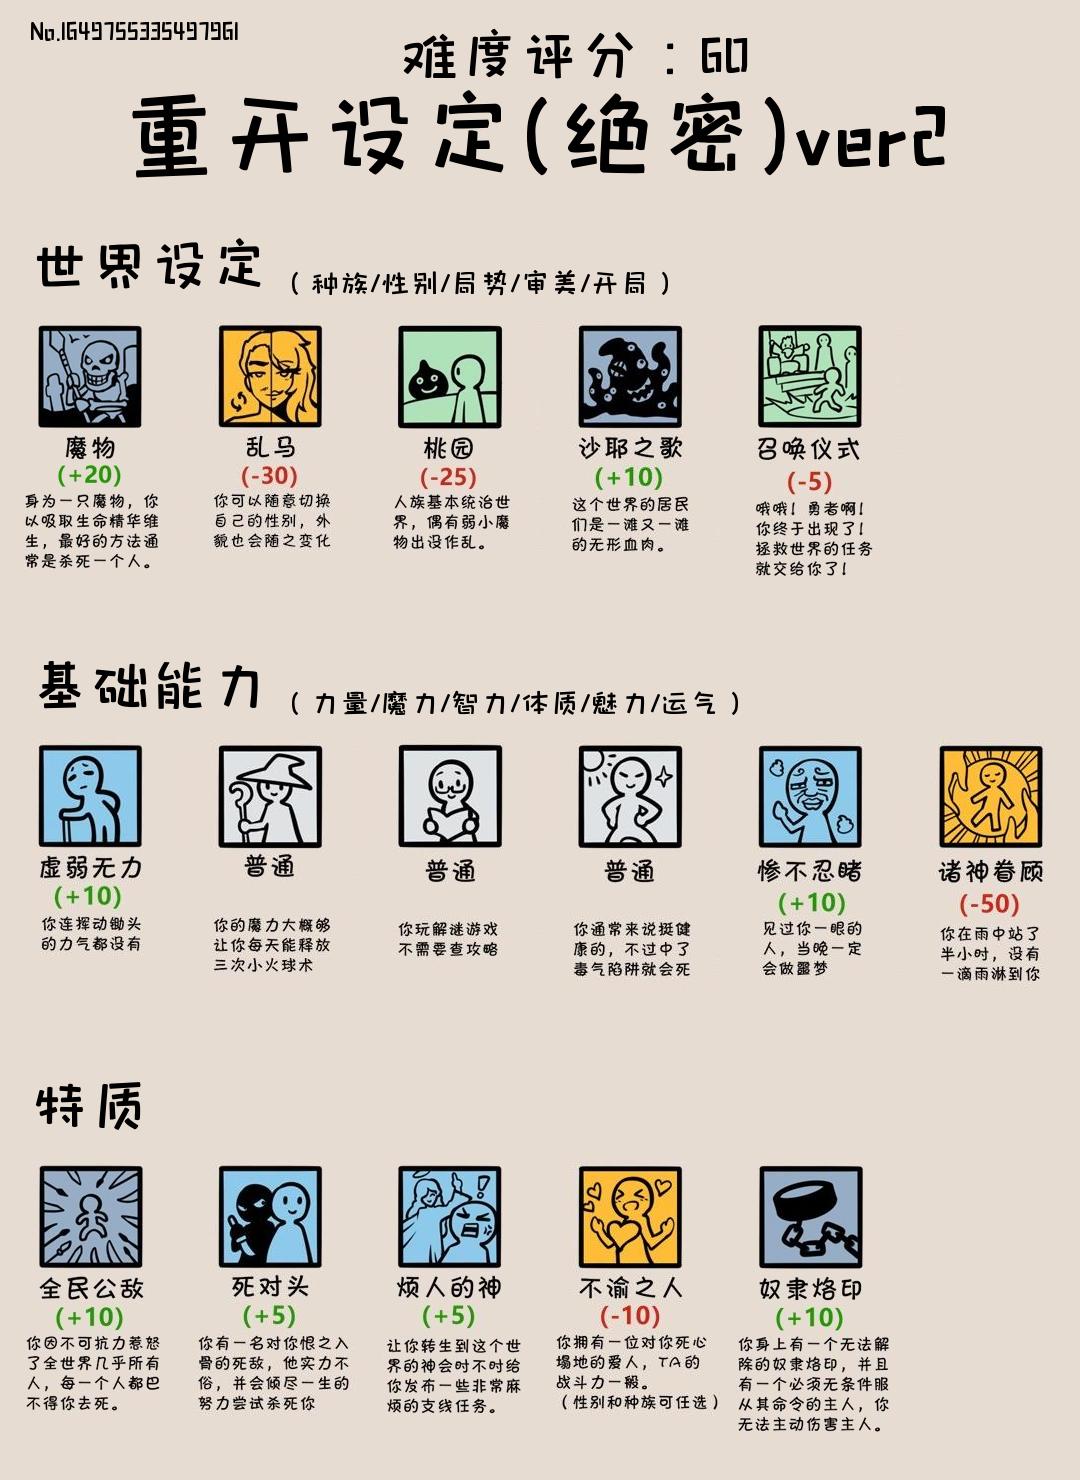 No.1649755335497961
难度评分：60
重开设定(绝密)ver2
世界设定（种族/性别/局势/审美/开局）
魔物
(+20)
身为一只魔物，你
以吸取生命精华维
生，最好的方法通
常是杀死一个人。
乱马
(-30)
你可以随意切换
自己的性别，外
貌也会随之变化
桃园
(-25)
人族基本统治世
界，偶有弱小魔
物出没作乱。
沙耶之歌
(+10)
这个世界的居民
们是一滩又一滩
的无形血肉。
召唤仪式
(-5)
哦哦！勇者啊！
你终于出现了！
拯救世界的任务
就交给你了！
基础能力（力量/魔力/智力/体质/魅力/运气）
虚弱无力
(+10)
你连挥动锄头
的力气都没有
普通
你的魔力大概够
让你每天能释放
三次小火球术
普通
你玩解谜游戏
不需要查攻略
普通
你通常来说挺健
康的，不过中了
毒气陷阱就会死
惨不忍睹
(+10)
见过你一眼的
人，当晚一定
会做噩梦
诸神眷顾
(-50)
你在雨中站了
半小时，没有
一滴雨淋到你
特质
全民公敌
(+10)
你因不可抗力惹怒
了全世界几乎所有
人，每一个人都巴
不得你去死。
死对头
(+5)
你有一名对你恨之入
骨的死敌，他实力不
俗，并会倾尽一生的
努力尝试杀死你
烦人的神
(+5)
让你转生到这个世
界的神会时不时给
你发布一些非常麻
烦的支线任务。
不渝之人
(-10)
你拥有一位对你死心
塌地的爱人，TA的
战斗力一般。
（性别和种族可任选）
奴隶烙印
(+10)
你身上有一个无法解
除的奴隶烙印，并且
有一个必须无条件服
从其命令的主人，你
无法主动伤害主人。